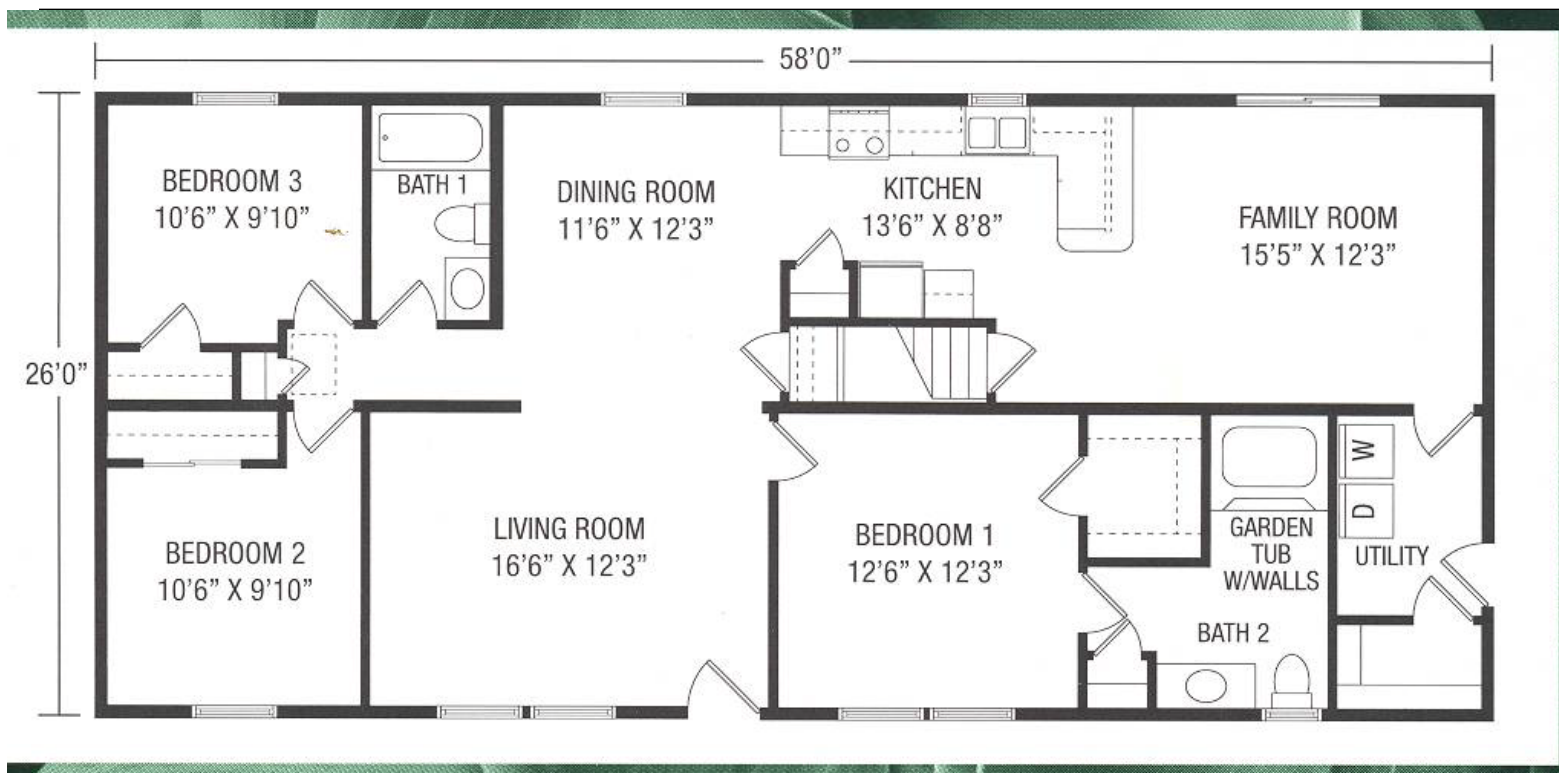 58'0”
26'0”
BEDROOM 3
10'6” X 9'10”
BATH 1
DINING ROOM
11'6” X 12'3”
KITCHEN
13'6” X 8'8”
FAMILY ROOM
15'5” X 12'3”
BEDROOM 2
10'6” X 9'10”
LIVING ROOM
16'6” X 12'3”
BEDROOM 1
12'6” X 12'3”
GARDEN
TUB
W/WALLS
BATH 2
W
D
UTILITY